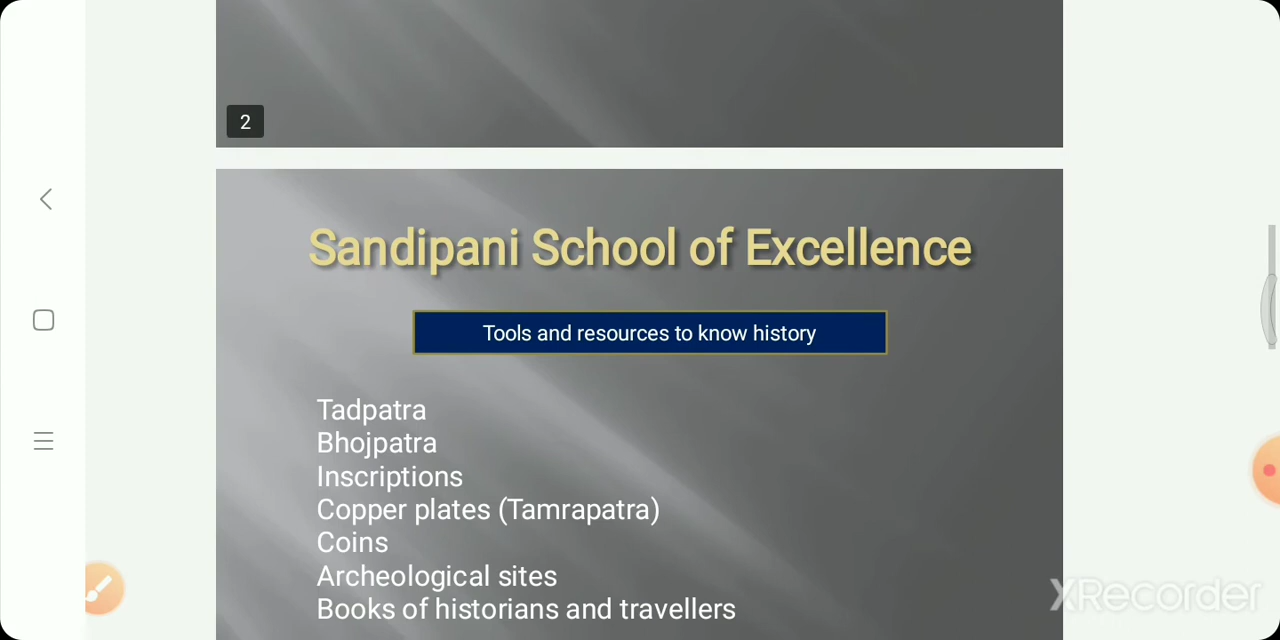 2
Sandipani School of Excellence
Tools and resources to know history
Tadpatra
Bhojpatra
Inscriptions
Copper plates (Tamrapatra)
Coins
Archeological sites
Books of historians and travellers
XRecorder